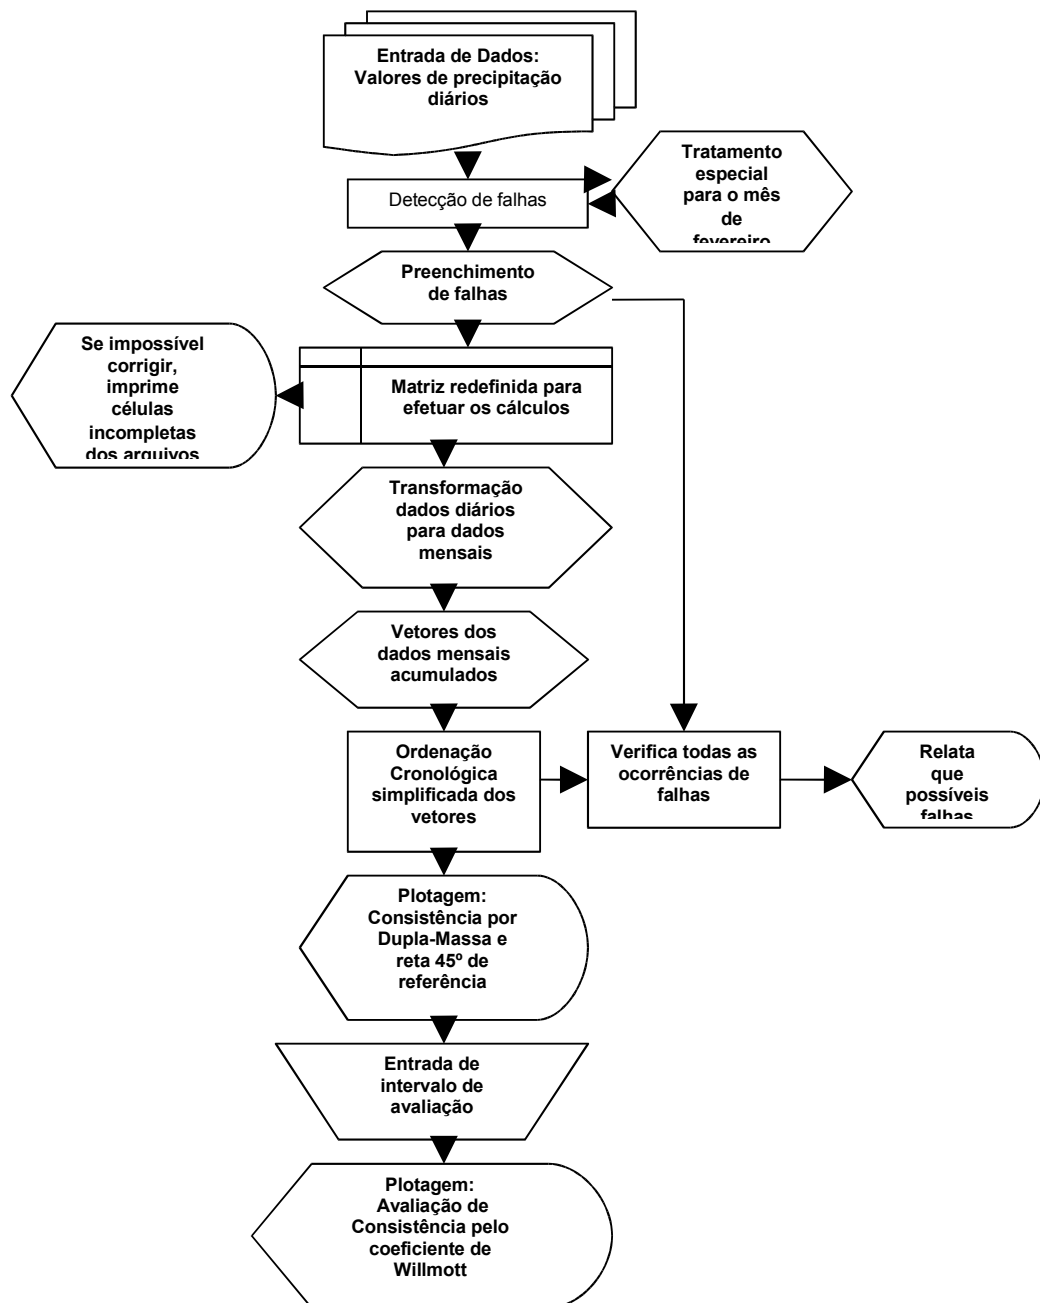 Entrada de Dados:
Valores de precipitação
diários
Tratamento
especial
para o mês
de
fevereiro
Detecção de falhas
Preenchimento
de falhas
Se impossível
corrigir,
imprime
células
incompletas
dos arquivos
Matriz redefinida para
efetuar os cálculos
Transformação
dados diários
para dados
mensais
Vetores dos
dados mensais
acumulados
Ordenação
Cronológica
simplificada dos
vetores
Verifica todas as
ocorrências de
falhas
Relata
que
possíveis
falhas
Plotagem:
Consistência por
Dupla-Massa e
reta 45º de
referência
Entrada de
intervalo de
avaliação
Plotagem:
Avaliação de
Consistência pelo
coeficiente de
Willmott